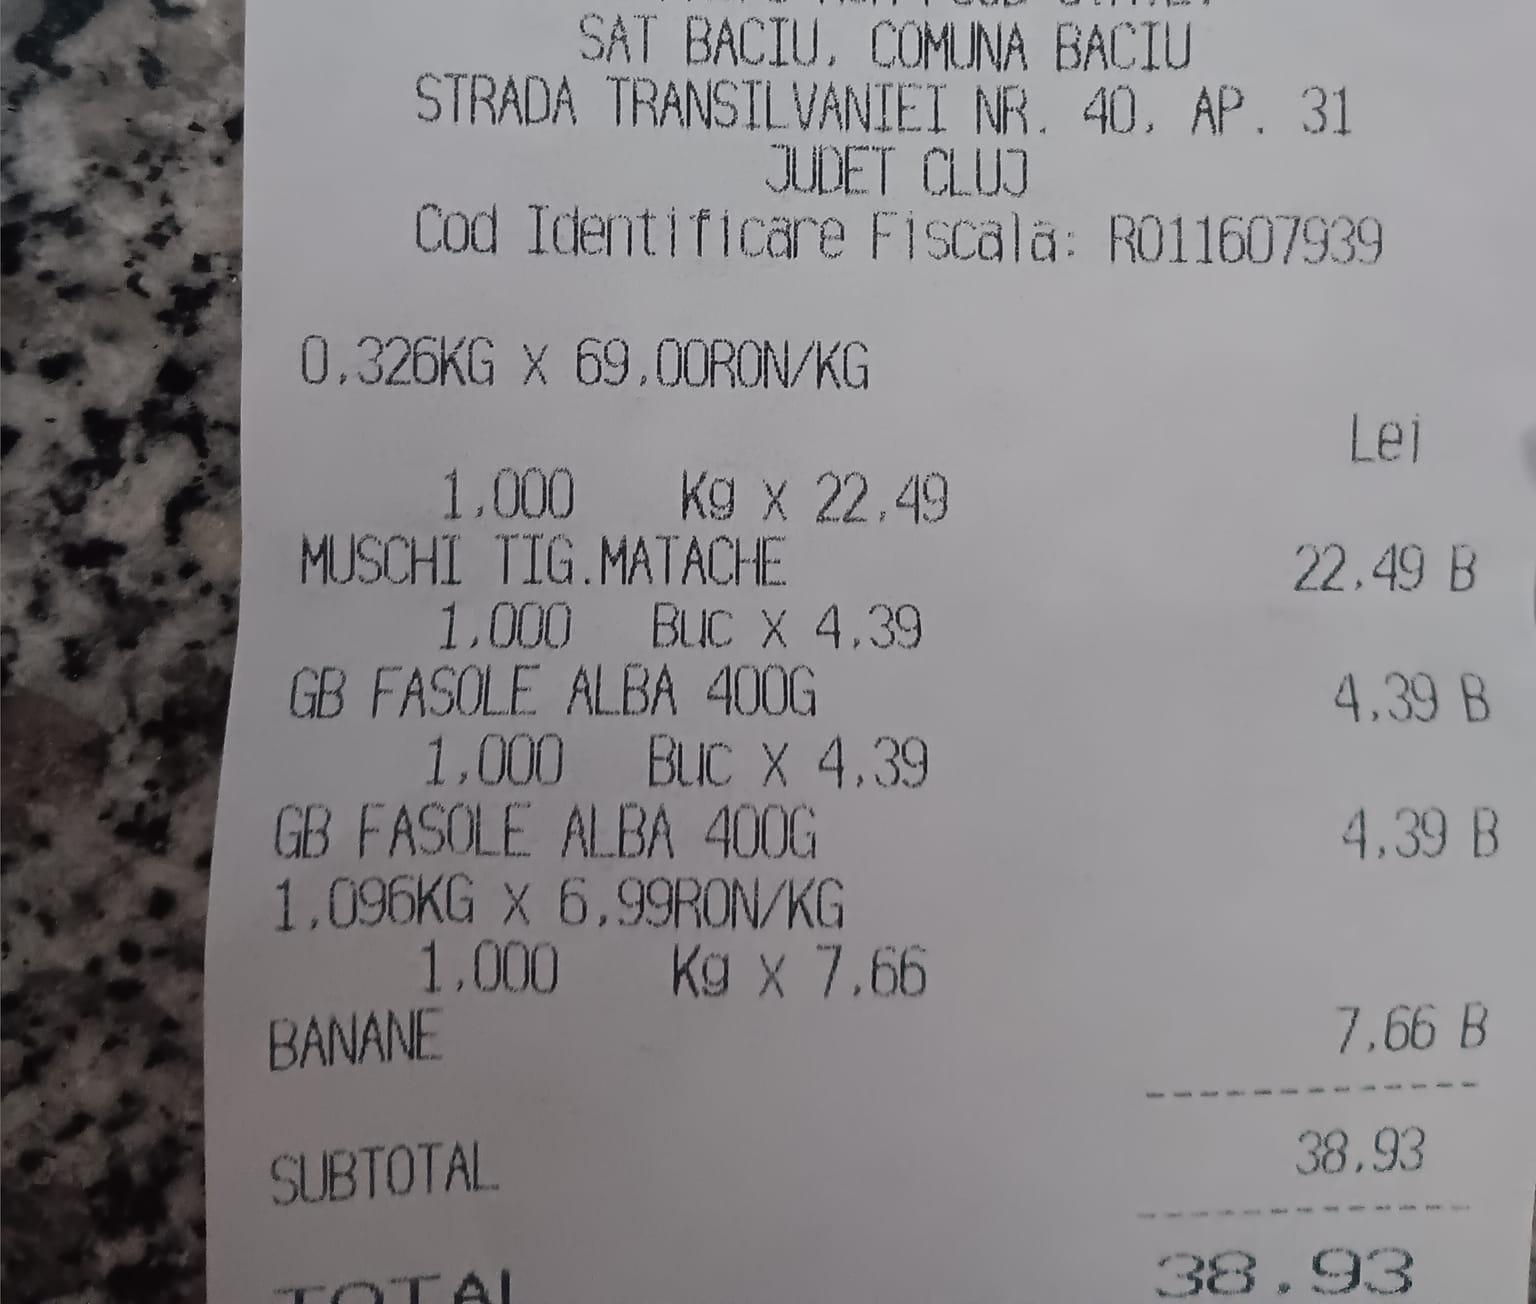 SAT BACIU, COMUNA BACIU
STRADA TRANSILVANIEI NR. 40, AP. 31
JUDET CLUJ
Cod Identificare Fiscala: RO11607939
0,326KG X 69,00RON/KG
Lei
1,000 Kg X 22,49
MUSCHI TIG.MATACHE 22,49 B
1,000 Buc X 4,39
GB FASOLE ALBA 400G 4,39 B
1,000 Buc X 4,39
GB FASOLE ALBA 400G 4,39 B
1,096KG X 6,99RON/KG
1,000 Kg X 7,66
BANANE 7,66 B
SUBTOTAL 38,93
TOTAL 38.93